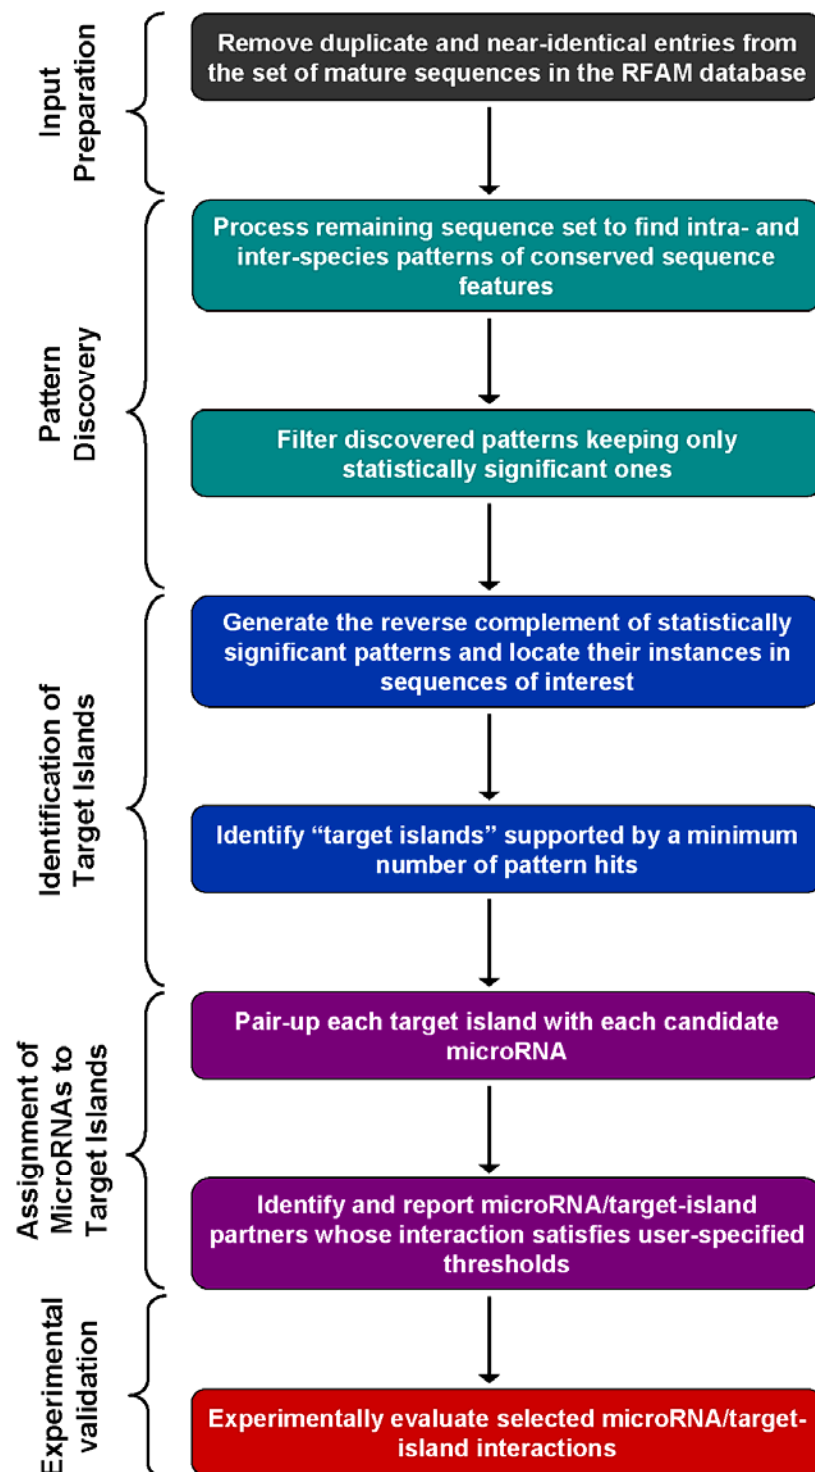 Input
Preparation
Remove duplicate and near-identical entries from
the set of mature sequences in the RFAM database
Pattern
Discovery
Process remaining sequence set to find intra- and
inter-species patterns of conserved sequence
features
Filter discovered patterns keeping only
statistically significant ones
Identification of
Target Islands
Generate the reverse complement of statistically
significant patterns and locate their instances in
sequences of interest
Identify “target islands” supported by a minimum
number of pattern hits
Assignment of
MicroRNAs to
Target Islands
Pair-up each target island with each candidate
microRNA
Identify and report microRNA/target-island
partners whose interaction satisfies user-specified
thresholds
Experimental
validation
Experimentally evaluate selected microRNA/target-
island interactions